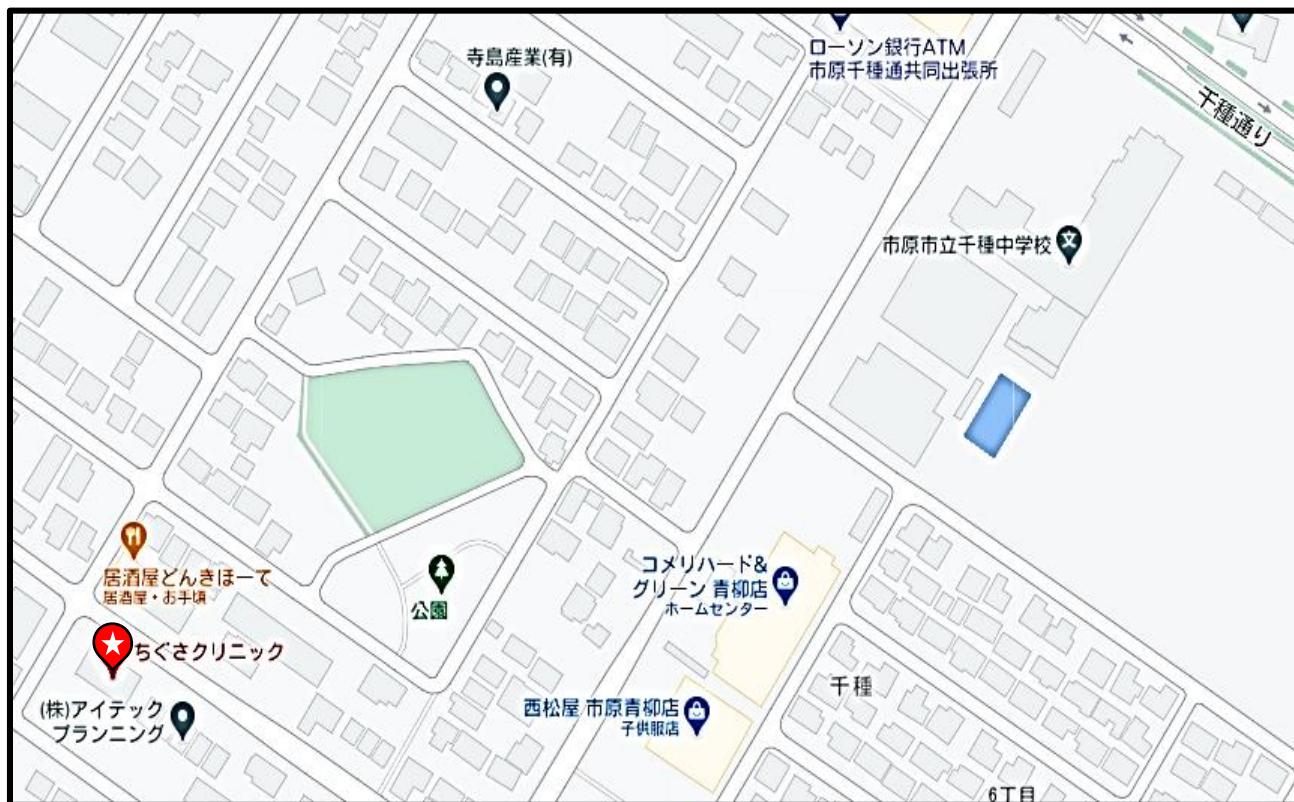 ローソン銀行ATM
市原千種通共同出張所
寺島産業(有)
千種通り
市原市立千種中学校
文
居酒屋どんきほーて
居酒屋・お手頃
公園
コメリハード&
グリーン 青柳店
ホームセンター
ちぐさクリニック
(株)アイテック
プランニング
西松屋 市原青柳店
子供服店
千種
6丁目